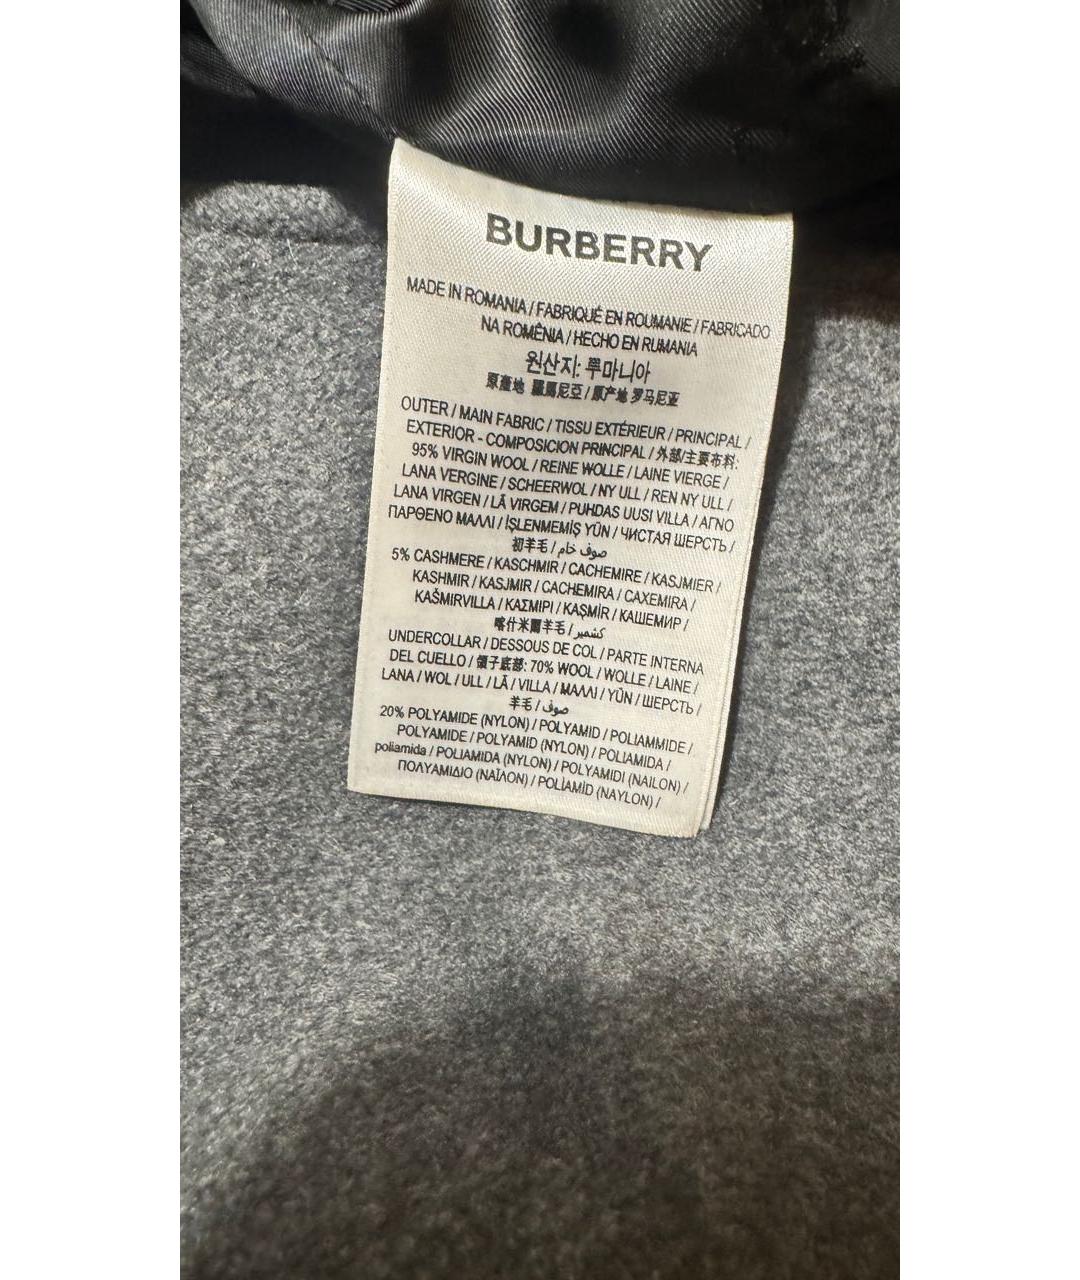 BURBERRY
MADE IN ROMANIA / FABRIQUÉ EN ROUMANIE / FABRICADO
NA ROMÊNIA / HECHO EN RUMANIA
원산지: 루마니아
原產地 羅馬尼亞 / 原产地 罗马尼亚
OUTER / MAIN FABRIC / TISSU EXTÉRIEUR / PRINCIPAL /
EXTERIOR - COMPOSICION PRINCIPAL / 外部/主要布料:
95% VIRGIN WOOL / REINE WOLLE / LAINE VIERGE /
LANA VERGINE / SCHEERWOL / NY ULL / REN NY ULL /
LANA VIRGEN / LÃ VIRGEM / PUHDAS UUSI VILLA / ΑΓΝΟ
ΠΑΡΘΕΝΟ ΜΑΛΛΙ / İŞLENMEMİŞ YÜN / ЧИСТАЯ ШЕРСТЬ /
初羊毛 / صوف خام
5% CASHMERE / KASCHMIR / CACHEMIRE / KASJMIER /
KASHMIR / KASJMIR / CACHEMIRA / CAXEMIRA /
KAŠMIRVILLA / ΚΑΣΜΙΡΙ / KAŞMİR / КАШЕМИР /
喀什米爾羊毛 / كشمير
UNDERCOLLAR / DESSOUS DE COL / PARTE INTERNA
DEL CUELLO / 領子底部: 70% WOOL / WOLLE / LAINE /
LANA / WOL / ULL / LÃ / VILLA / ΜΑΛΛΙ / YÜN / ШЕРСТЬ /
羊毛 / صوف
20% POLYAMIDE (NYLON) / POLYAMID / POLIAMMIDE /
POLYAMIDE / POLYAMID (NYLON) / POLIAMIDA /
poliamida / POLIAMIDA (NYLON) / POLYAMIDI (NAILON) /
ΠΟΛΥΑΜΙΔΙΟ (ΝΑΪΛΟΝ) / POLİAMİD (NAYLON) /